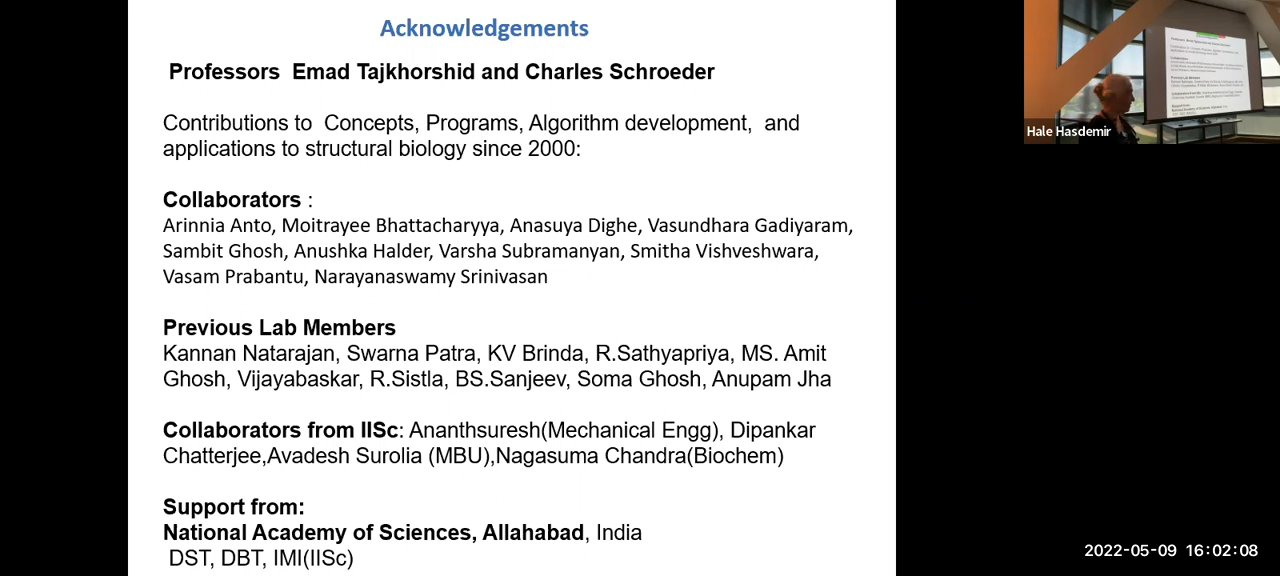 Acknowledgements
Professors Emad Tajkhorshid and Charles Schroeder
Contributions to Concepts, Programs, Algorithm development, and
applications to structural biology since 2000:
Collaborators :
Arinnia Anto, Moitrayee Bhattacharyya, Anasuya Dighe, Vasundhara Gadiyaram,
Sambit Ghosh, Anushka Halder, Varsha Subramanyan, Smitha Vishveshwara,
Vasam Prabantu, Narayanaswamy Srinivasan
Previous Lab Members
Kannan Natarajan, Swarna Patra, KV Brinda, R.Sathyapriya, MS. Amit
Ghosh, Vijayabaskar, R.Sistla, BS.Sanjeev, Soma Ghosh, Anupam Jha
Collaborators from IISc: Ananthsuresh(Mechanical Engg), Dipankar
Chatterjee,Avadesh Surolia (MBU),Nagasuma Chandra(Biochem)
Support from:
National Academy of Sciences, Allahabad, India
DST, DBT, IMI(IISc)
Hale Hasdemir
2022-05-09 16:02:08